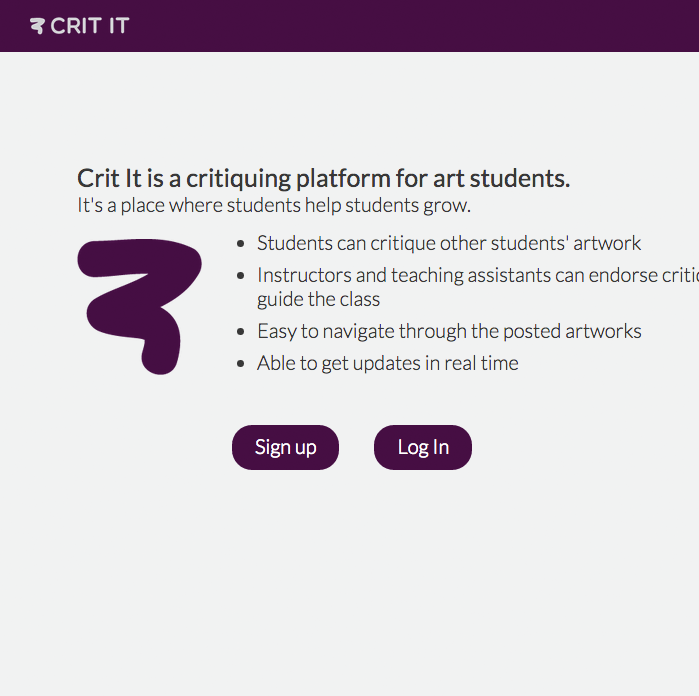 CRIT IT
Crit It is a critiquing platform for art students.
It's a place where students help students grow.
Students can critique other students' artwork
Instructors and teaching assistants can endorse
guide the class
Easy to navigate through the posted artworks
Able to get updates in real time
Sign up
Log In